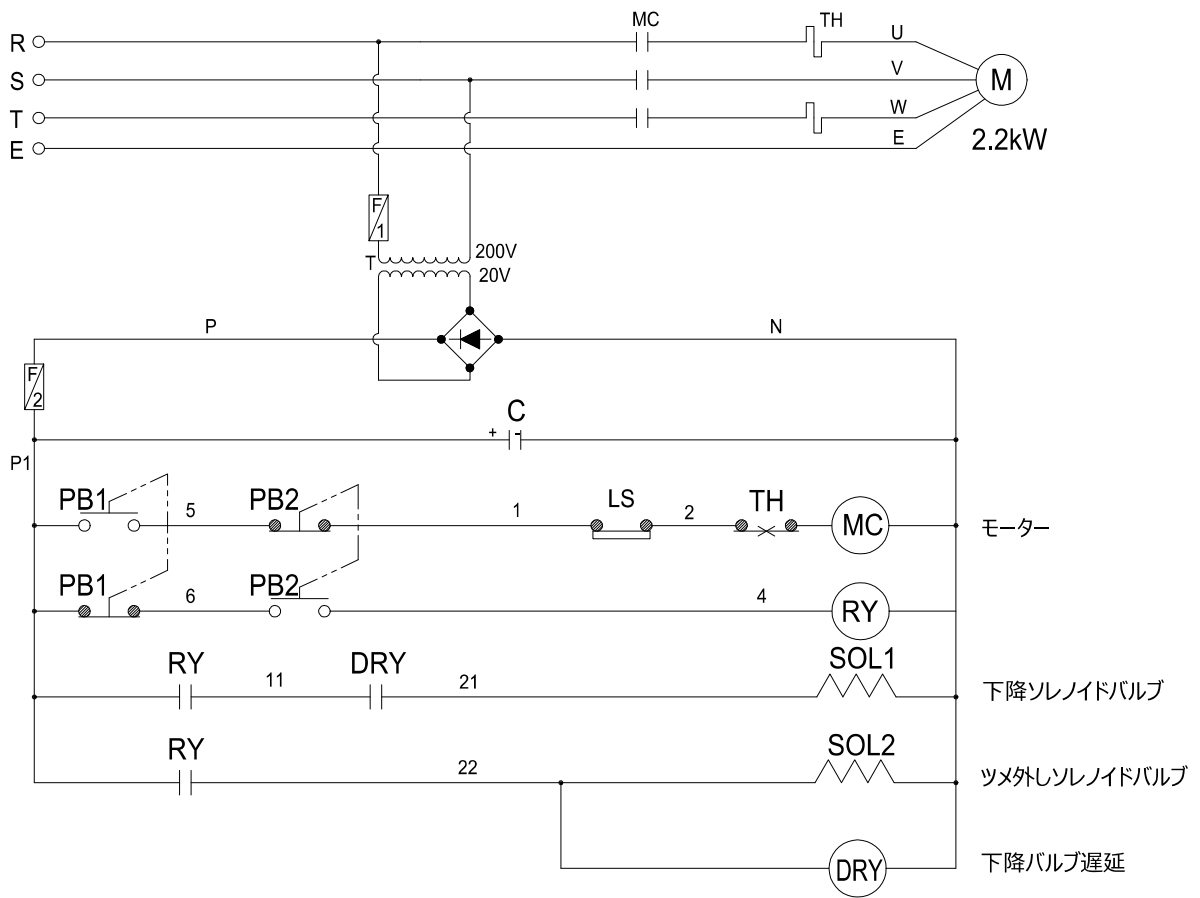 MC
TH
R
U
S
V
M
T
W
E
E
2.2kW
F
1
T
200V
20V
P
N
F
2
C
+ -
P1
PB1
5
PB2
1
LS
2
TH
MC
モーター
PB1
6
PB2
4
RY
RY
11
DRY
21
SOL1
下降ソレノイドバルブ
RY
22
SOL2
ツメ外しソレノイドバルブ
DRY
下降バルブ遅延